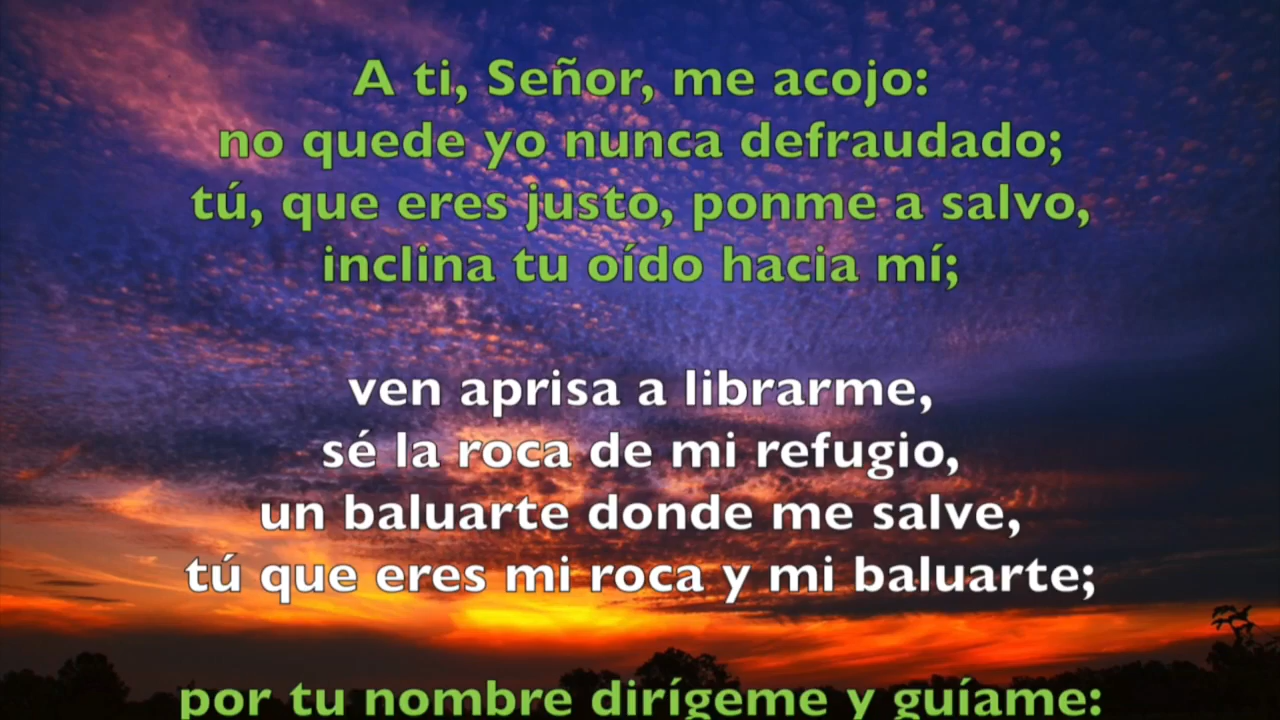 A ti, Señor, me acojo:
no quede yo nunca defraudado;
tú, que eres justo, ponme a salvo,
inclina tu oído hacia mí;
ven aprisa a librarme,
sé la roca de mi refugio,
un baluarte donde me salve,
tú que eres mi roca y mi baluarte;
por tu nombre dirígeme y guíame: